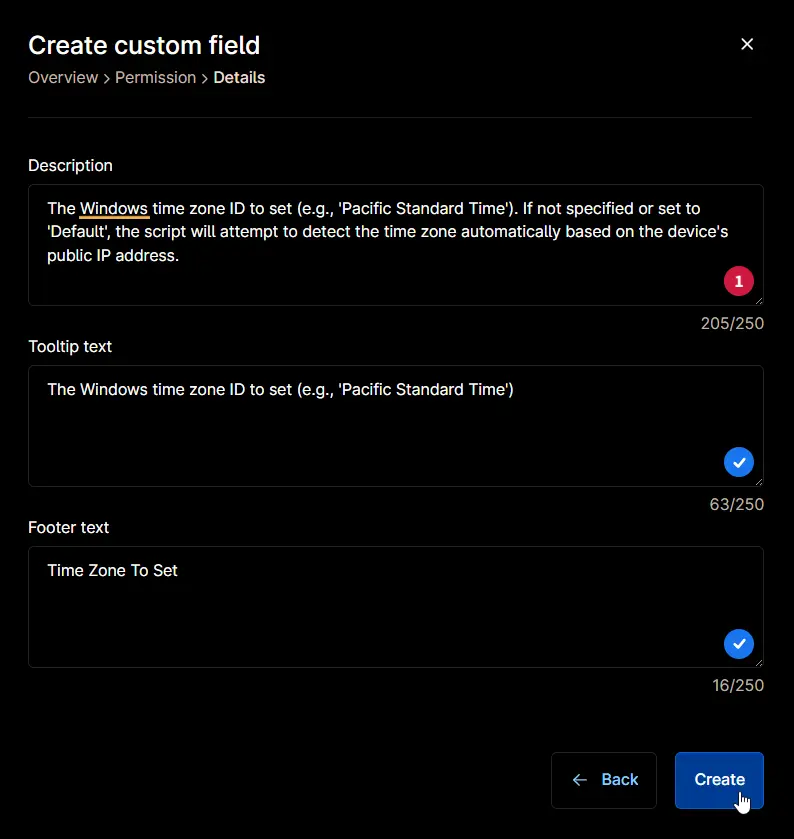 Create custom field
Overview > Permission > Details
Description
The Windows time zone ID to set (e.g., 'Pacific Standard Time'). If not specified or set to
'Default', the script will attempt to detect the time zone automatically based on the device's
public IP address.
1
205/250
Tooltip text
The Windows time zone ID to set (e.g., 'Pacific Standard Time')
63/250
Footer text
Time Zone To Set
16/250
← Back
Create